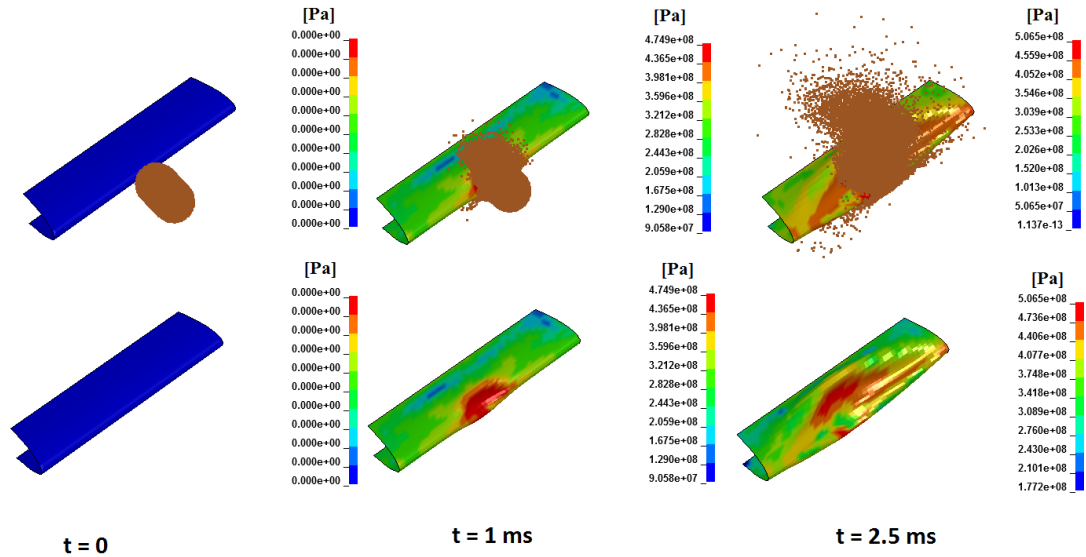 [Pa]
0.000e+00
0.000e+00
0.000e+00
0.000e+00
0.000e+00
0.000e+00
0.000e+00
0.000e+00
0.000e+00
0.000e+00
0.000e+00
[Pa]
4.749e+08
4.365e+08
3.981e+08
3.596e+08
3.212e+08
2.828e+08
2.443e+08
2.059e+08
1.675e+08
1.290e+08
9.058e+07
[Pa]
5.065e+08
4.559e+08
4.052e+08
3.546e+08
3.039e+08
2.533e+08
2.026e+08
1.520e+08
1.013e+08
5.065e+07
1.137e-13
[Pa]
0.000e+00
0.000e+00
0.000e+00
0.000e+00
0.000e+00
0.000e+00
0.000e+00
0.000e+00
0.000e+00
0.000e+00
0.000e+00
[Pa]
4.749e+08
4.365e+08
3.981e+08
3.596e+08
3.212e+08
2.828e+08
2.443e+08
2.059e+08
1.675e+08
1.290e+08
9.058e+07
[Pa]
5.065e+08
4.736e+08
4.406e+08
4.077e+08
3.748e+08
3.418e+08
3.089e+08
2.760e+08
2.430e+08
2.101e+08
1.772e+08
t = 0
t = 1 ms
t = 2.5 ms